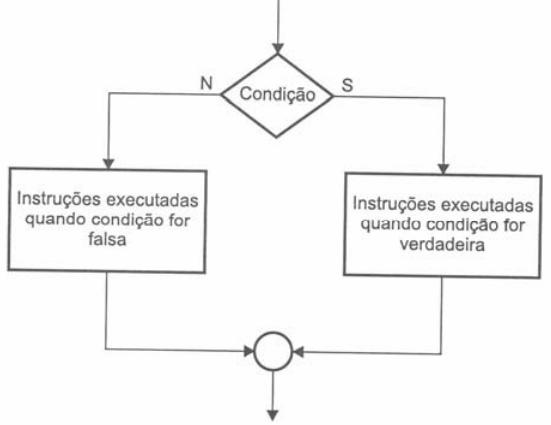 N
Condição
S
Instruções executadas
quando condição for
falsa
Instruções executadas
quando condição for
verdadeira